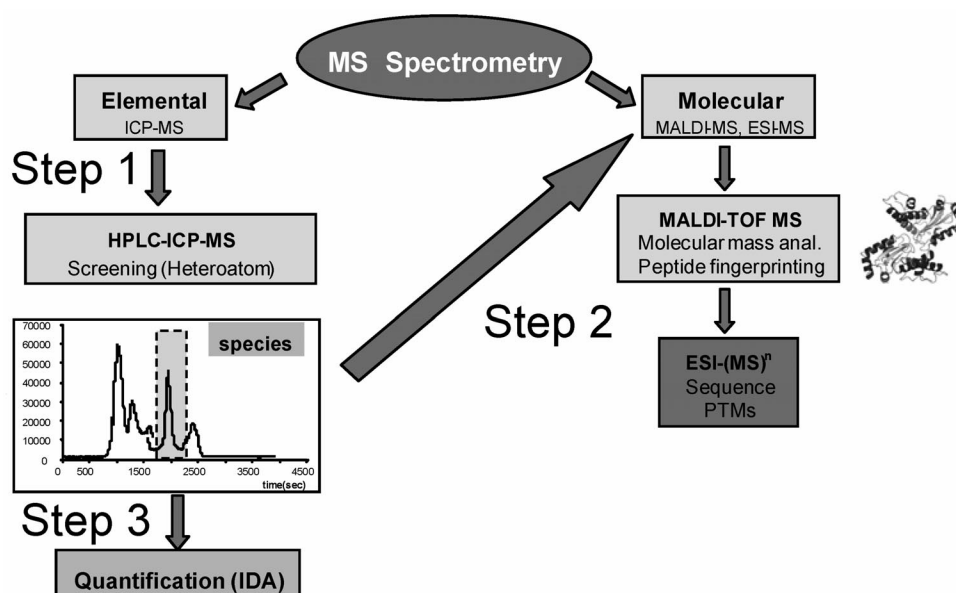 MS Spectrometry
Elemental
ICP-MS
Molecular
MALDI-MS, ESI-MS
Step 1
HPLC-ICP-MS
Screening (Heteroatom)
MALDI-TOF MS
Molecular mass anal.
Peptide fingerprinting
Step 2
species
70000
60000
50000
40000
30000
20000
10000
0
0 500 1500 2500 3500 4500
time(sec)
ESI-(MS)ⁿ
Sequence
PTMs
Step 3
Quantification (IDA)